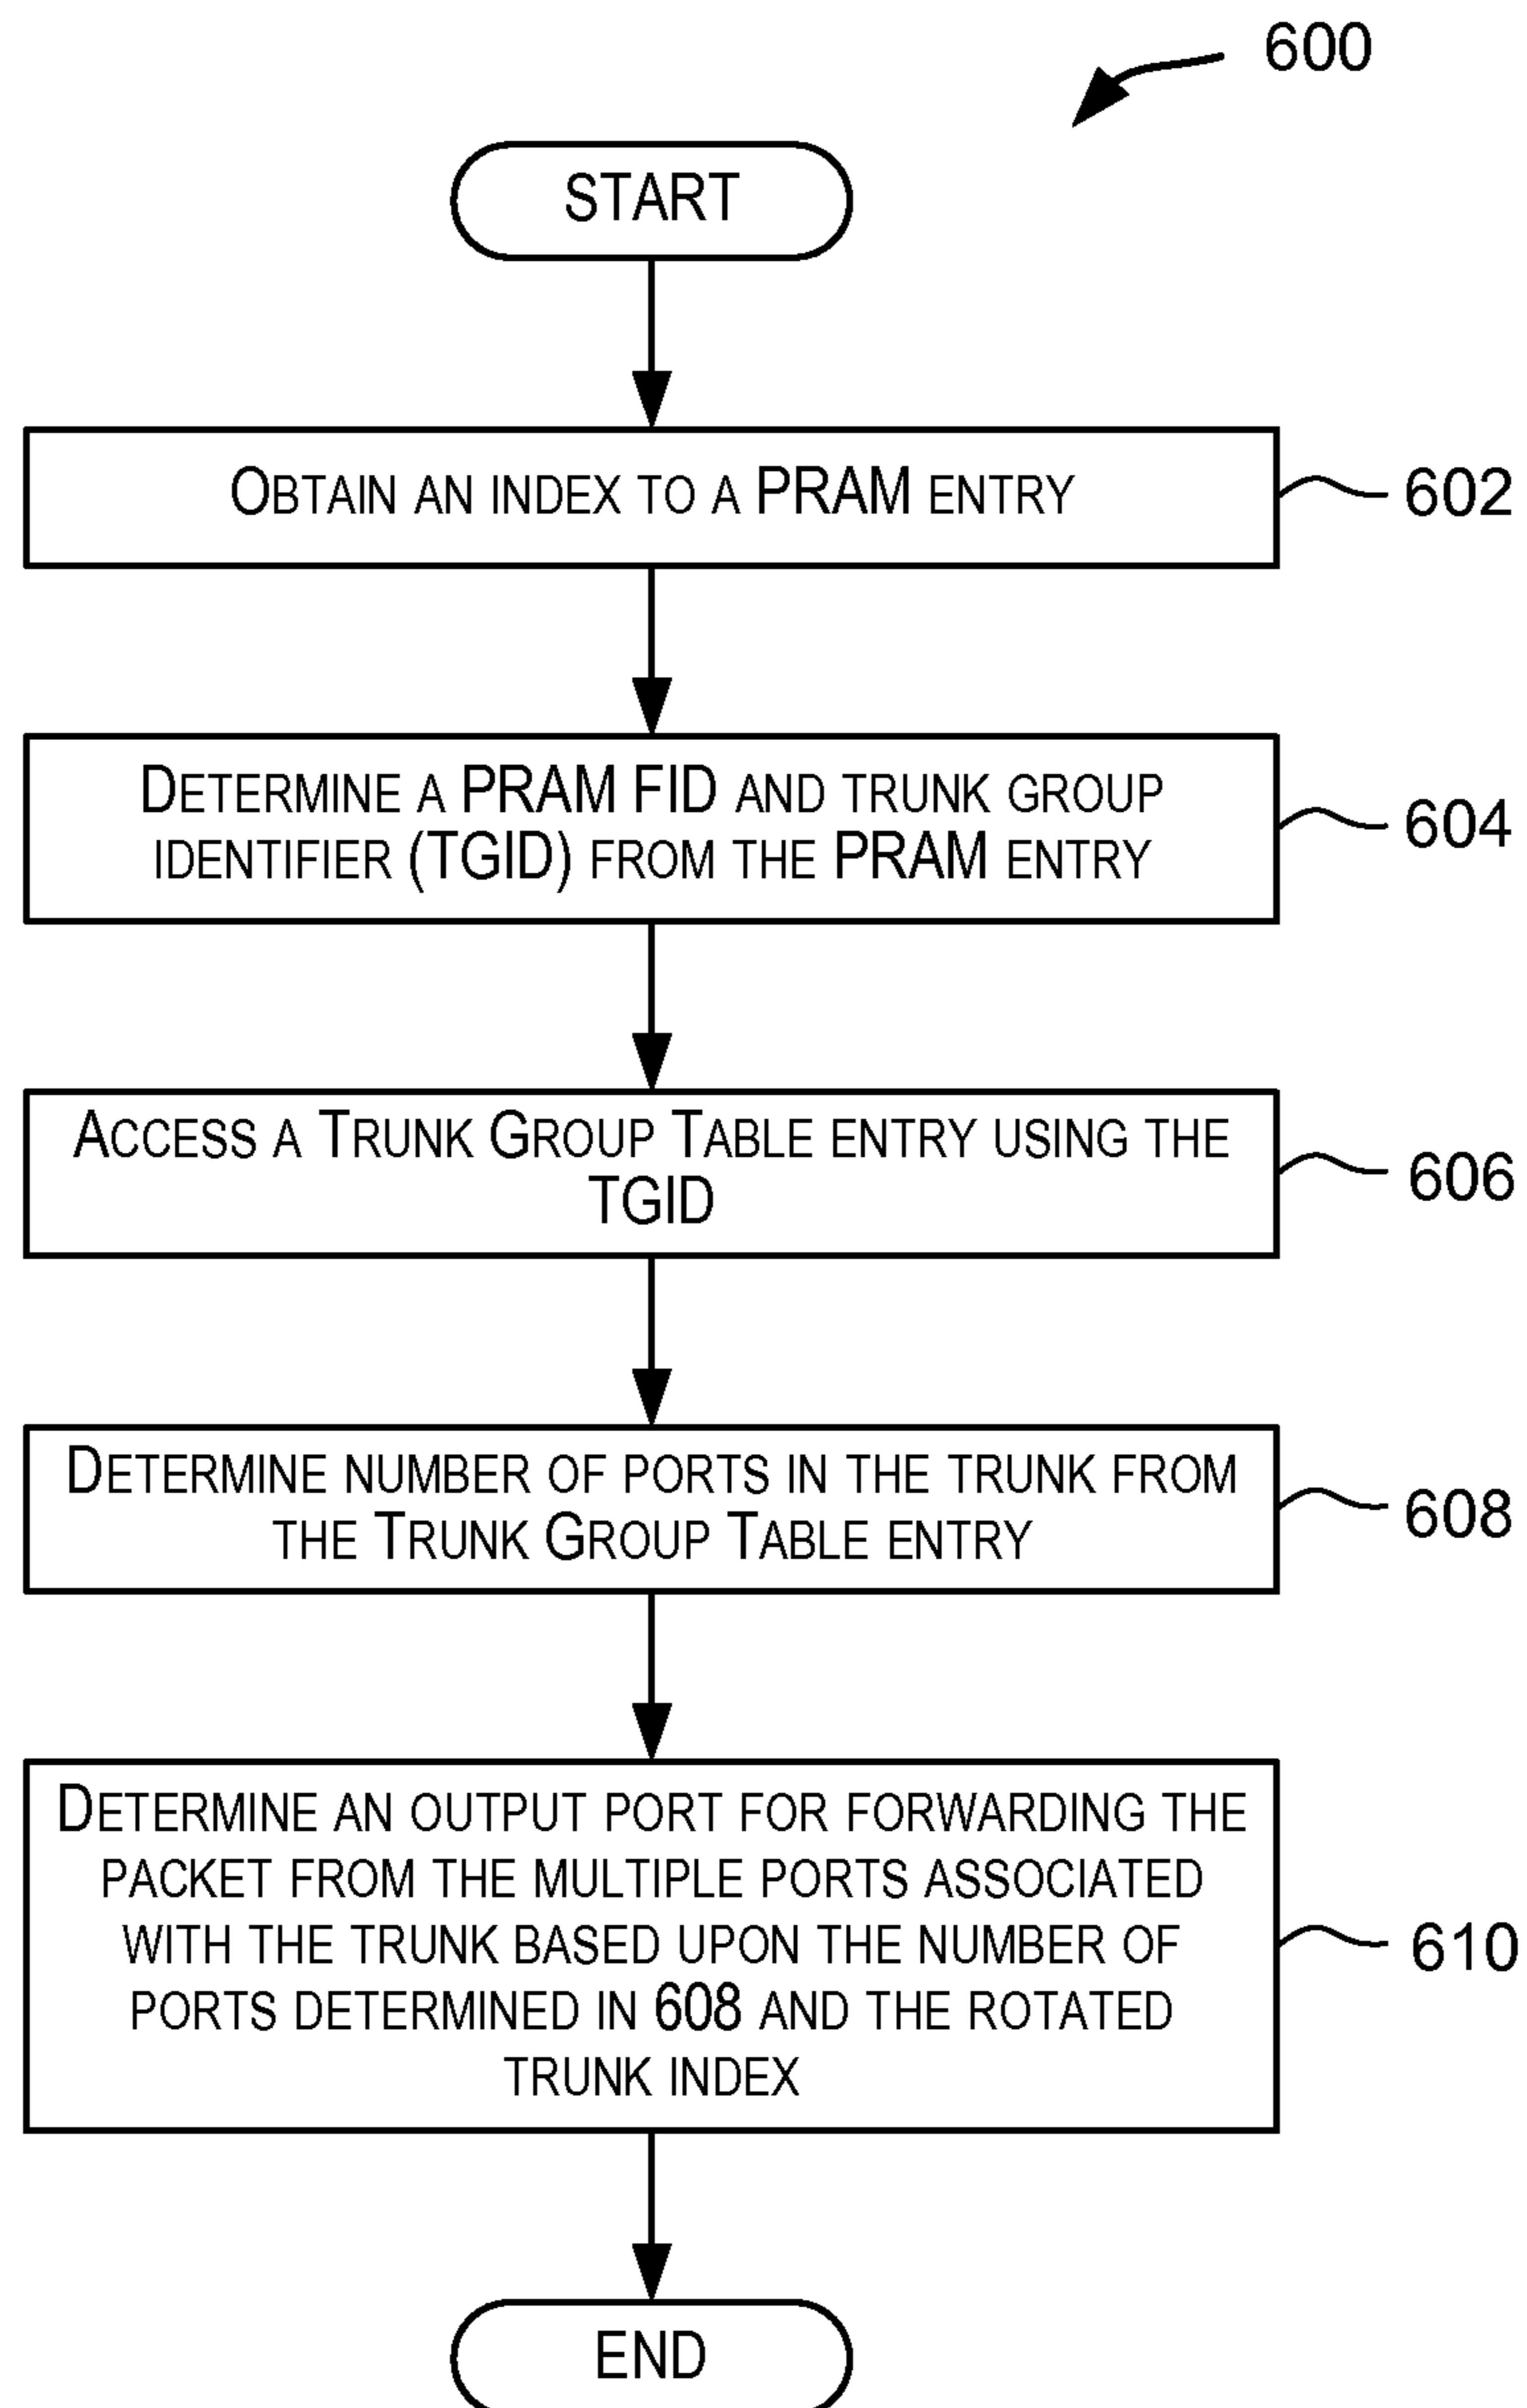 600
START
OBTAIN AN INDEX TO A PRAM ENTRY
602
DETERMINE A PRAM FID AND TRUNK GROUP
IDENTIFIER (TGID) FROM THE PRAM ENTRY
604
ACCESS A TRUNK GROUP TABLE ENTRY USING THE
TGID
606
DETERMINE NUMBER OF PORTS IN THE TRUNK FROM
THE TRUNK GROUP TABLE ENTRY
608
DETERMINE AN OUTPUT PORT FOR FORWARDING THE
PACKET FROM THE MULTIPLE PORTS ASSOCIATED
WITH THE TRUNK BASED UPON THE NUMBER OF
PORTS DETERMINED IN 608 AND THE ROTATED
TRUNK INDEX
610
END